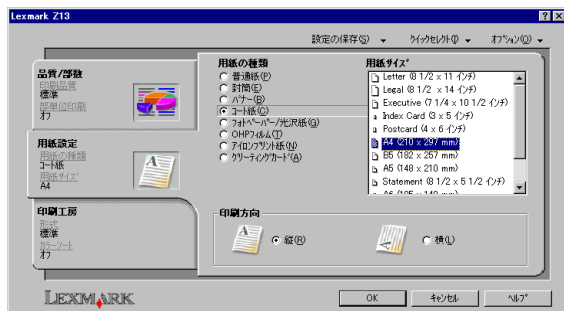 Lexmark Z13
設定の保存(S) クイックセレクト(I) オプション(O)
品質/部数
印刷品質
標準
部単位印刷
オフ
用紙設定
用紙の種類
コート紙
用紙サイズ
A4
印刷工房
形式
標準
カラーソート
オフ
用紙の種類
普通紙(P)
封筒(E)
バナー(B)
コート紙(C)
フォトペーパー/光沢紙(G)
OHPフィルム(T)
アイロンプリント紙(N)
グリーティングカード(A)
用紙サイズ
Letter (8 1/2 x 11 インチ)
Legal (8 1/2 x 14 インチ)
Executive (7 1/4 x 10 1/2 インチ)
Index Card (3 x 5 インチ)
Postcard (4 x 6 インチ)
A4 (210 x 297 mm)
B5 (182 x 257 mm)
A5 (148 x 210 mm)
Statement (8 1/2 x 5 1/2 インチ)
A6 (105 x 148 mm)
印刷方向
縦(R)
横(L)
LEXMARK
OK キャンセル ヘルプ